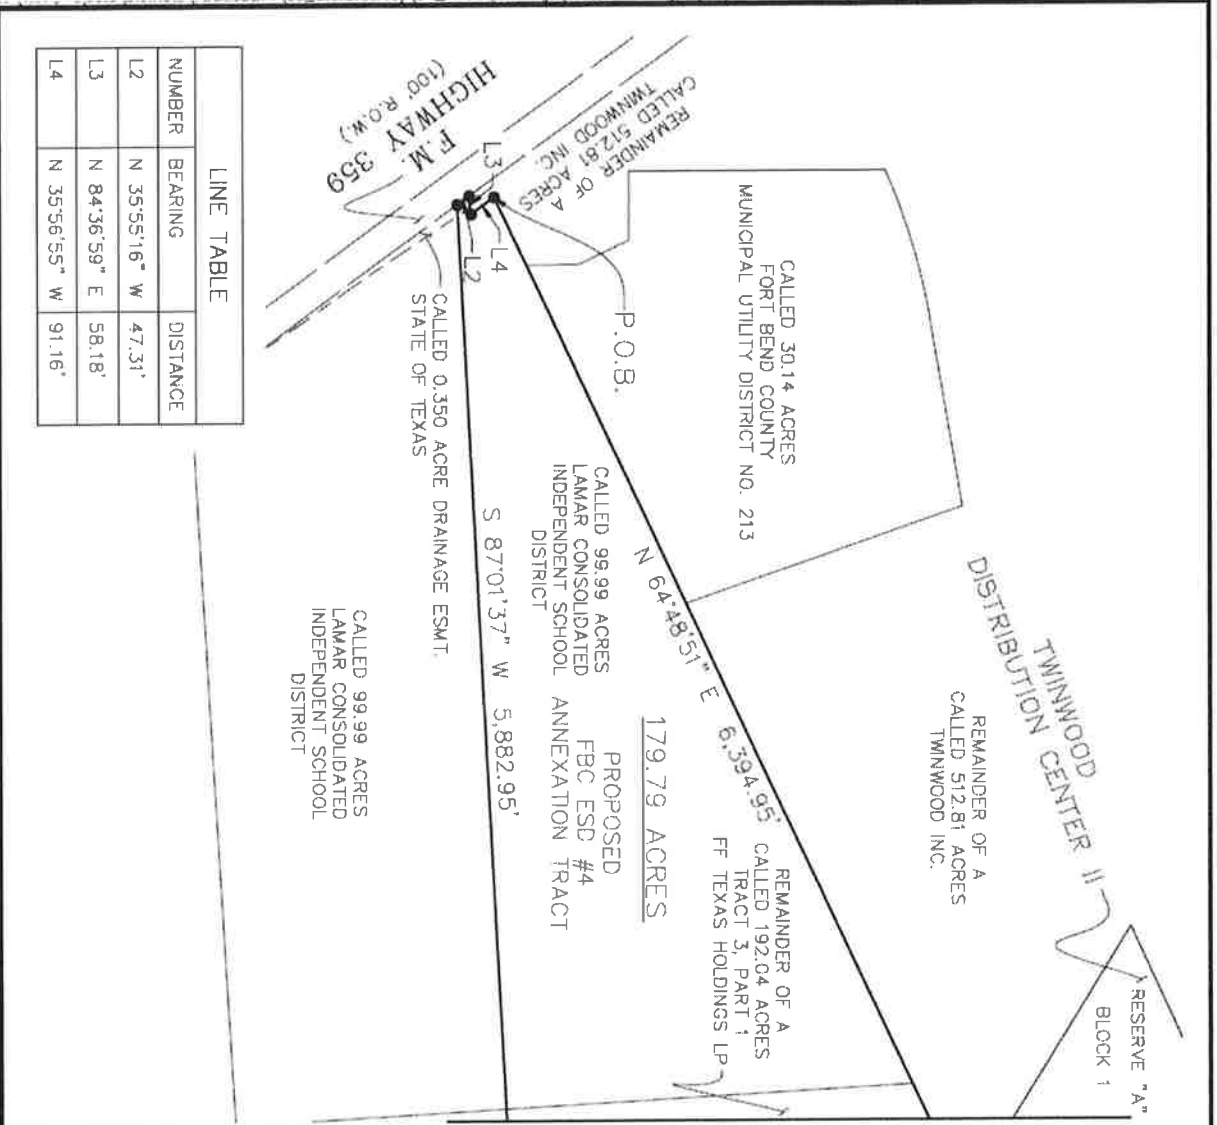 TWINWOOD
DISTRIBUTION CENTER II
RESERVE "A"
BLOCK 1
REMAINDER OF A
CALLED 512.81 ACRES
TWINWOOD INC.
CALLED 30.14 ACRES
FORT BEND COUNTY
MUNICIPAL UTILITY DISTRICT NO. 213
REMAINDER OF A
CALLED 192.04 ACRES
TRACT 3, PART 1
FF TEXAS HOLDINGS LP
REMAINDER OF A
CALLED 512.81 ACRES
TWINWOOD INC.
P.O.B.
N 64°48'51" E 6,394.95'
179.79 ACRES
PROPOSED
FBC ESD #4
ANNEXATION TRACT
CALLED 99.99 ACRES
LAMAR CONSOLIDATED
INDEPENDENT SCHOOL
DISTRICT
L3
L4
L2
S 87°01'37" W 5,882.95'
F.M.
HIGHWAY 359
(100' R.O.W.)
CALLED 0.350 ACRE DRAINAGE ESMT.
STATE OF TEXAS
CALLED 99.99 ACRES
LAMAR CONSOLIDATED
INDEPENDENT SCHOOL
DISTRICT
LINE TABLE
NUMBER BEARING DISTANCE
L2 N 35°55'16" W 47.31'
L3 N 84°36'59" E 58.18'
L4 N 35°56'55" W 91.16'